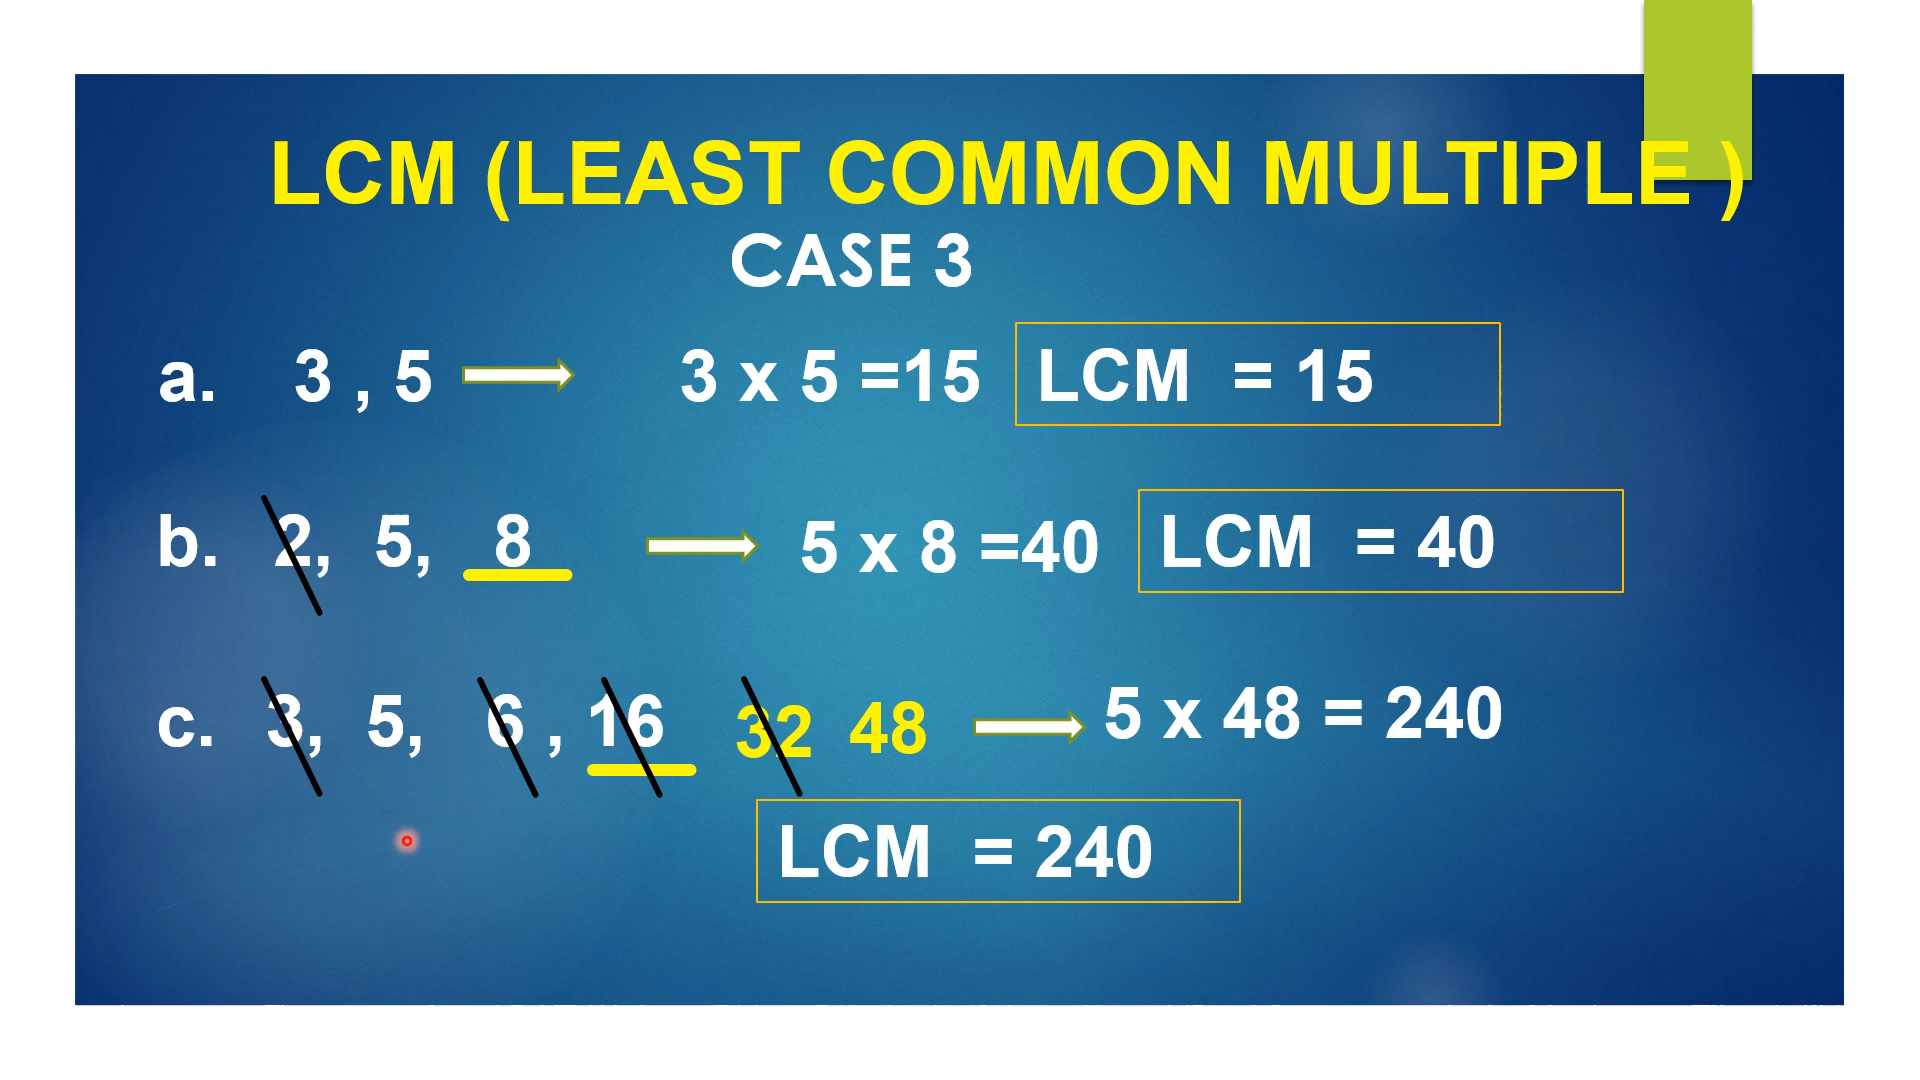 LCM (LEAST COMMON MULTIPLE )
CASE 3
a. 3 , 5 3 x 5 =15 LCM = 15
b. 2, 5, 8 5 x 8 =40 LCM = 40
c. 3, 5, 6 , 16 32 48 5 x 48 = 240
LCM = 240